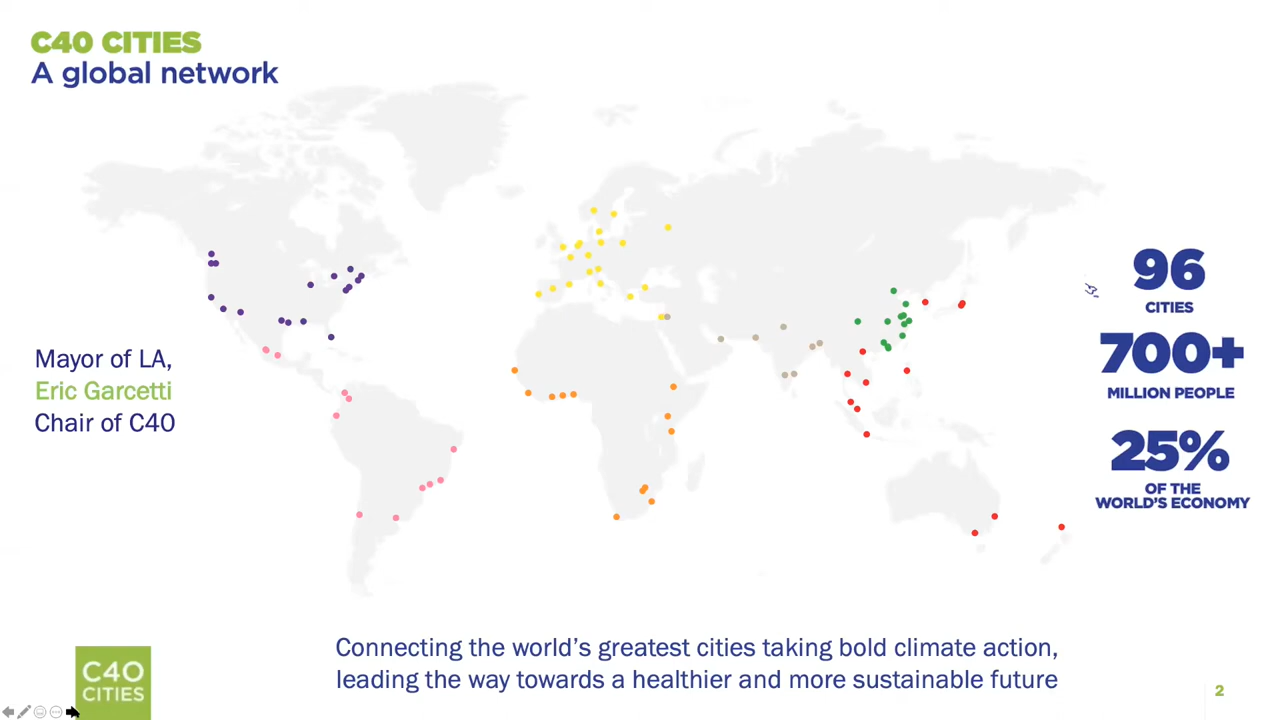 C40 CITIES
A global network
96
CITIES
700+
MILLION PEOPLE
25%
OF THE
WORLD'S ECONOMY
Mayor of LA,
Eric Garcetti
Chair of C40
Connecting the world's greatest cities taking bold climate action,
leading the way towards a healthier and more sustainable future
C40
CITIES
2